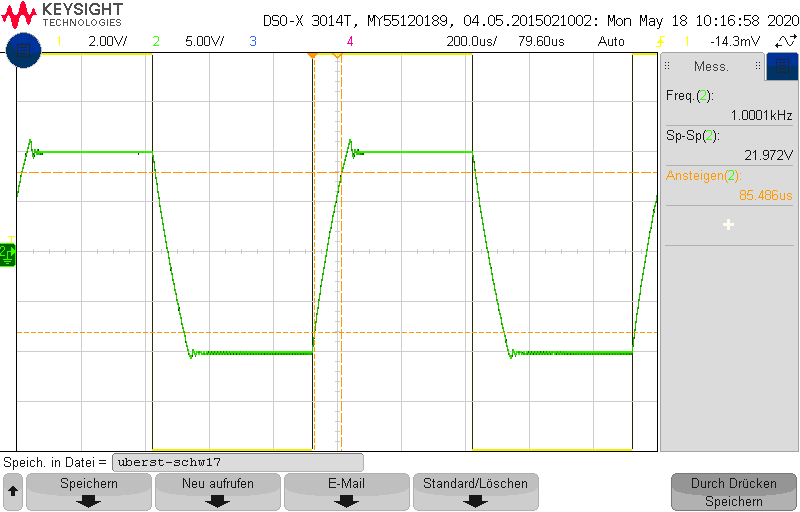 KEYSIGHT
TECHNOLOGIES
DSO-X 3014T, MY55120189, 04.05.2015021002: Mon May 18 10:16:58 2020
1 2.00V/ 2 5.00V/ 3 4 200.0us/ 79.60us Auto 1 -14.3mV
Mess.
Freq.(2):
1.0001kHz
Sp-Sp(2):
21.972V
Ansteigen(2):
85.486us
2
Speich. in Datei = uberst-schw17
Speichern
Neu aufrufen
E-Mail
Standard/Löschen
Durch Drücken
Speichern